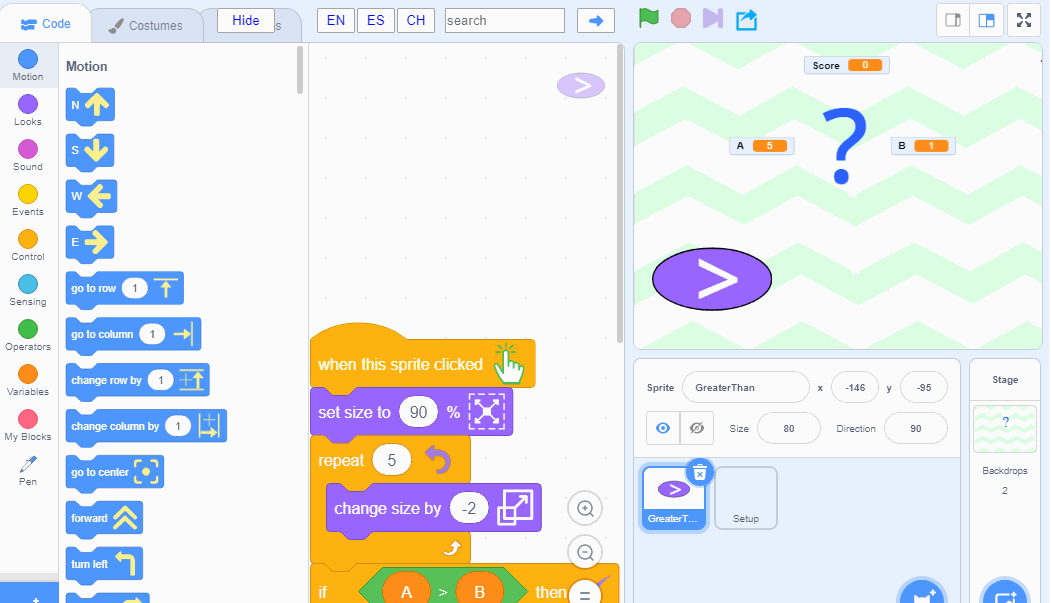 Code
Costumes
Hide
s
EN
ES
CH
search
Motion
Looks
Sound
Events
Control
Sensing
Operators
Variables
My Blocks
Pen
Motion
N
S
W
E
go to row 1
go to column 1
change row by 1
change column by 1
go to center
forward
turn left
>
when this sprite clicked
set size to 90 %
repeat 5
change size by -2
if A > B then
=
Score 0
A 5
?
B 1
>
Sprite GreaterThan x -146 y -95
Size 80 Direction 90
>
GreaterT...
Setup
Stage
?
Backdrops
2